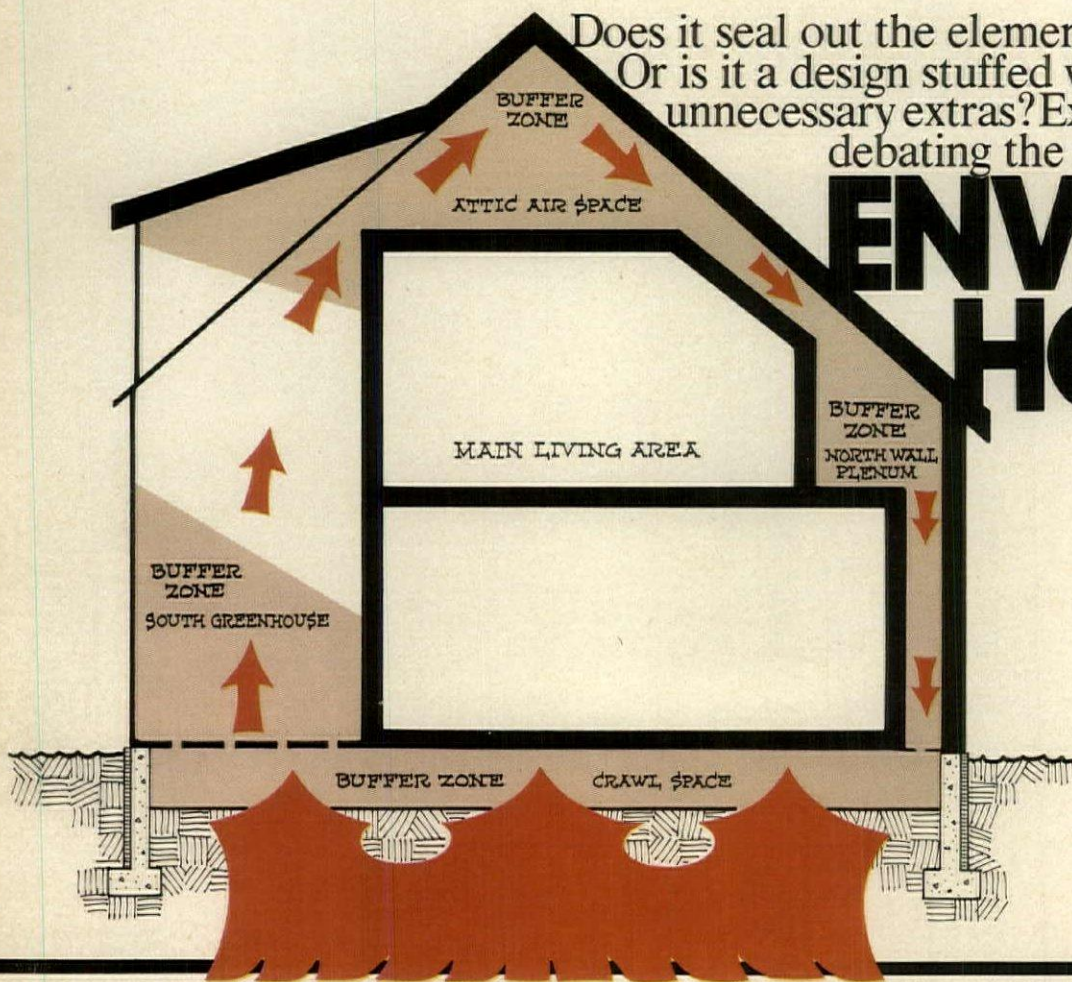 Does it seal out the elemen
Or is it a design stuffed
unnecessary extras? Ex
debating the
ENV
HO
BUFFER
ZONE
ATTIC AIR SPACE
MAIN LIVING AREA
BUFFER
ZONE
NORTH WALL
PLENUM
BUFFER
ZONE
SOUTH GREENHOUSE
BUFFER ZONE
CRAWL SPACE